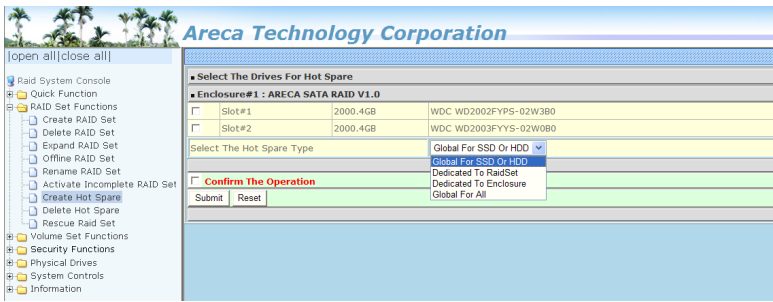 Areca Technology Corporation
|open all|close all|
Raid System Console
Quick Function
RAID Set Functions
Create RAID Set
Delete RAID Set
Expand RAID Set
Offline RAID Set
Rename RAID Set
Activate Incomplete RAID Set
Create Hot Spare
Delete Hot Spare
Rescue Raid Set
Volume Set Functions
Security Functions
Physical Drives
System Controls
Information
Select The Drives For Hot Spare
Enclosure#1 : ARECA SATA RAID V1.0
Slot#1 2000.4GB WDC WD2002FYPS-02W3B0
Slot#2 2000.4GB WDC WD2003FYYS-02W0B0
Select The Hot Spare Type Global For SSD Or HDD
Global For SSD Or HDD
Dedicated To RaidSet
Dedicated To Enclosure
Global For All
Confirm The Operation
Submit Reset